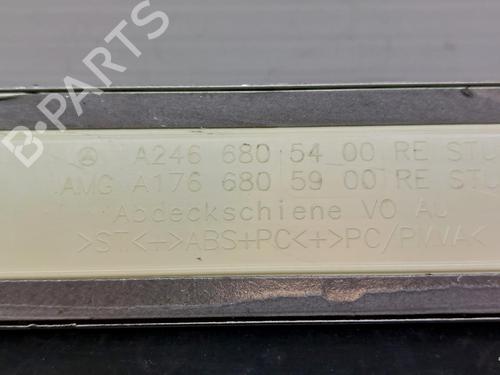 A246 680 54 00 RE STU
AMG A176 680 59 00 RE STU
Abdeckschiene VO AU
>ST<+>ABS+PC<+>PC/PMMA<
B-Parts